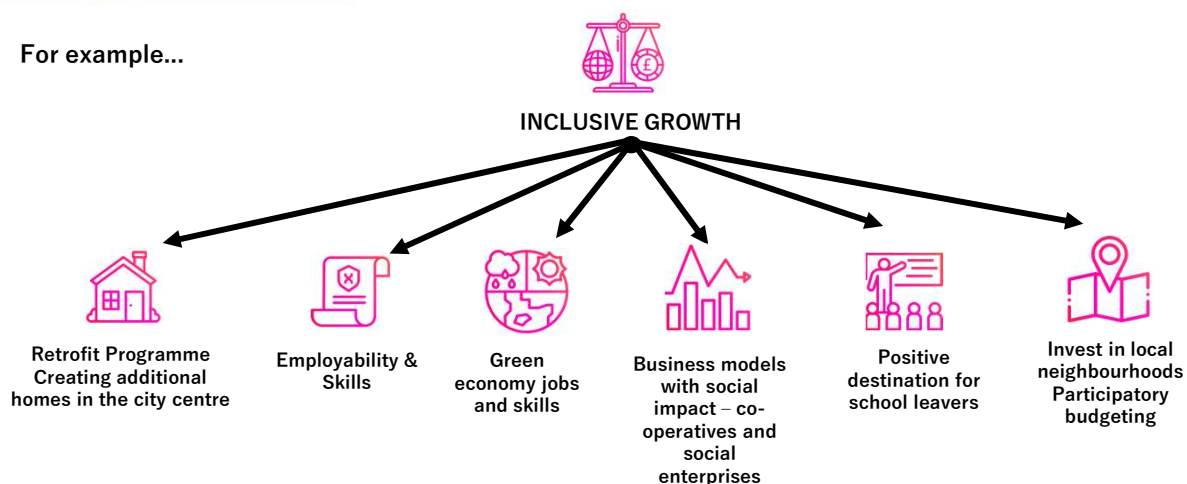 For example...
£
INCLUSIVE GROWTH
Retrofit Programme
Creating additional
homes in the city centre
Employability &
Skills
Green
economy jobs
and skills
Business models
with social
impact – co-
operatives and
social
enterprises
Positive
destination for
school leavers
Invest in local
neighbourhoods
Participatory
budgeting